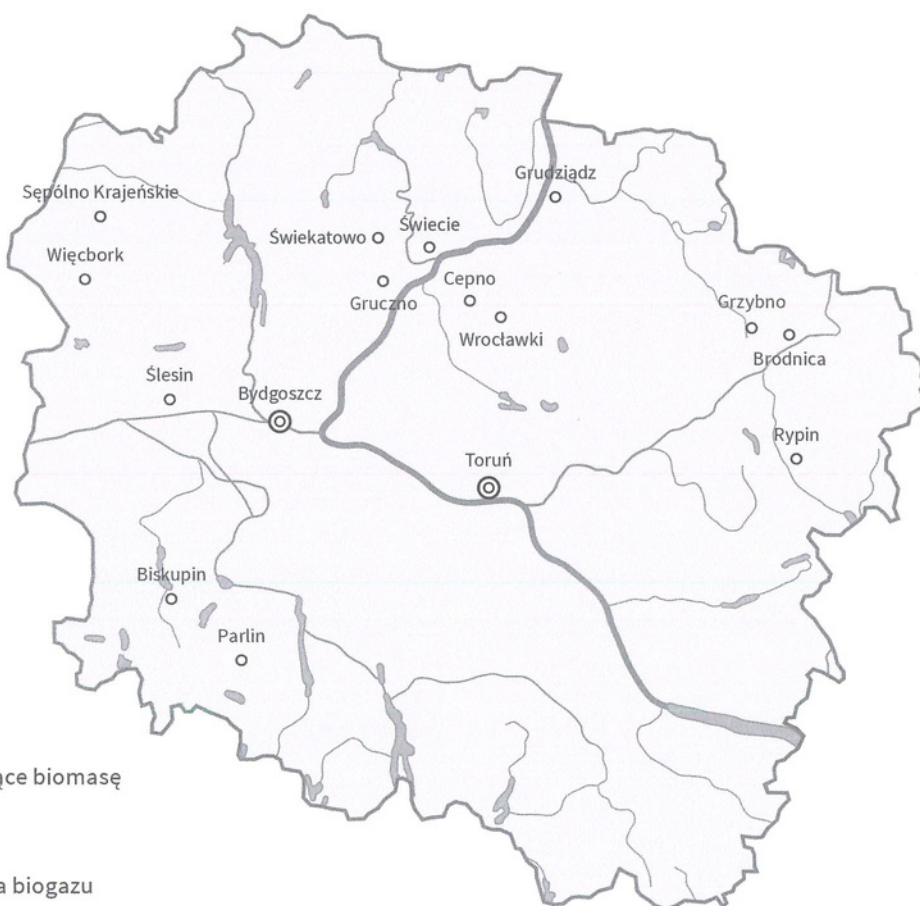 Grudziądz
Sępólno Krajeńskie
Świecie
Świekatowo
Więcbork
Cepno
Gruczno
Grzybno
Wrocławki
Brodnica
Ślesin
Bydgoszcz
Rypin
Toruń
Biskupin
Parlin
ące biomasę
a biogazu